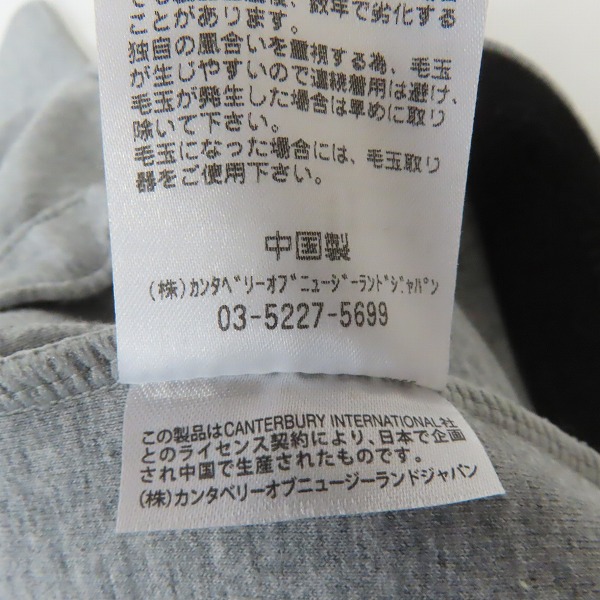 数年で劣化する
ことがあります。
独自の風合いを重視する為、毛玉
が生じやすいので連続着用は避け、
毛玉が発生した場合は早めに取り
除いて下さい。
毛玉になった場合には、毛玉取り
器をご使用下さい。
中国製
(株)カンタベリーオブニュージーランドジャパン
03-5227-5699
この製品はCANTERBURY INTERNATIONAL社
とのライセンス契約により、日本で企画
され中国で生産されたものです。
(株)カンタベリーオブニュージーランドジャパン